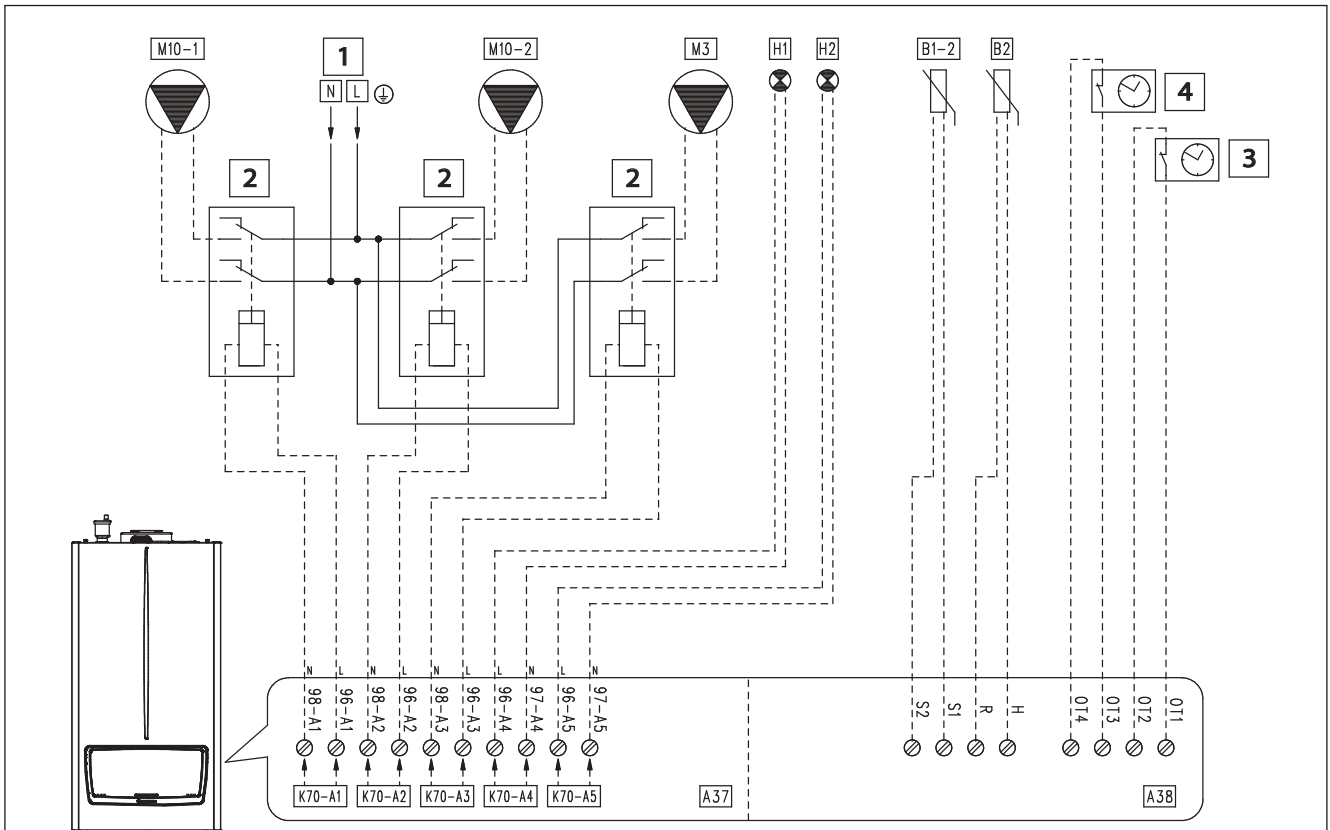 M10-1
1
M10-2
M3
H1
H2
B1-2
B2
N
L
4
3
2
2
2
N
L
N
L
N
L
L
N
L
N
98-A1
96-A1
98-A2
96-A2
98-A3
96-A3
96-A4
97-A4
96-A5
97-A5
S2
S1
R
H
OT4
OT3
OT2
OT1
K70-A1
K70-A2
K70-A3
K70-A4
K70-A5
A37
A38